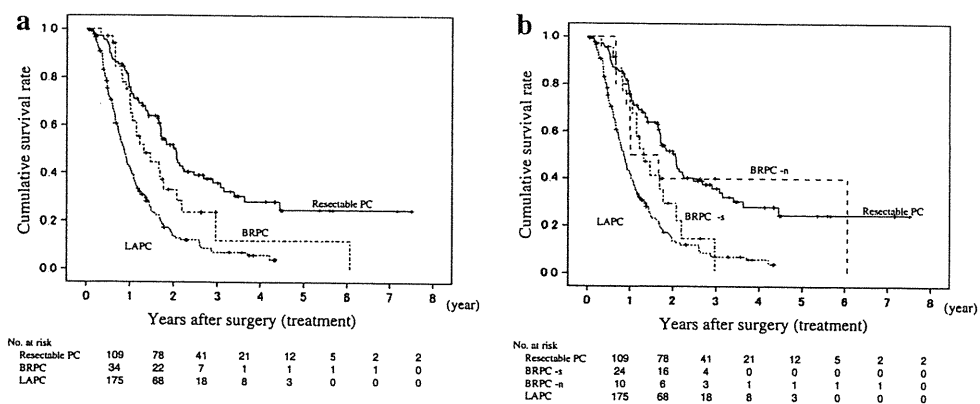 a
Cumulative survival rate
1.0
0.8
0.6
0.4
0.2
0.0
Resectable PC
BRPC
LAPC
0 1 2 3 4 5 6 7 8 (year)
Years after surgery (treatment)
No. at risk
Resectable PC 109 78 41 21 12 5 2 2
BRPC 34 22 7 1 1 1 1 0
LAPC 175 68 18 8 3 0 0 0
b
Cumulative survival rate
1.0
0.8
0.6
0.4
0.2
0.0
BRPC -n
Resectable PC
BRPC -s
LAPC
0 1 2 3 4 5 6 7 8 (year)
Years after surgery (treatment)
No. at risk
Resectable PC 109 78 41 21 12 5 2 2
BRPC -s 24 16 4 0 0 0 0 0
BRPC -n 10 6 3 1 1 1 1 0
LAPC 175 68 18 8 3 0 0 0